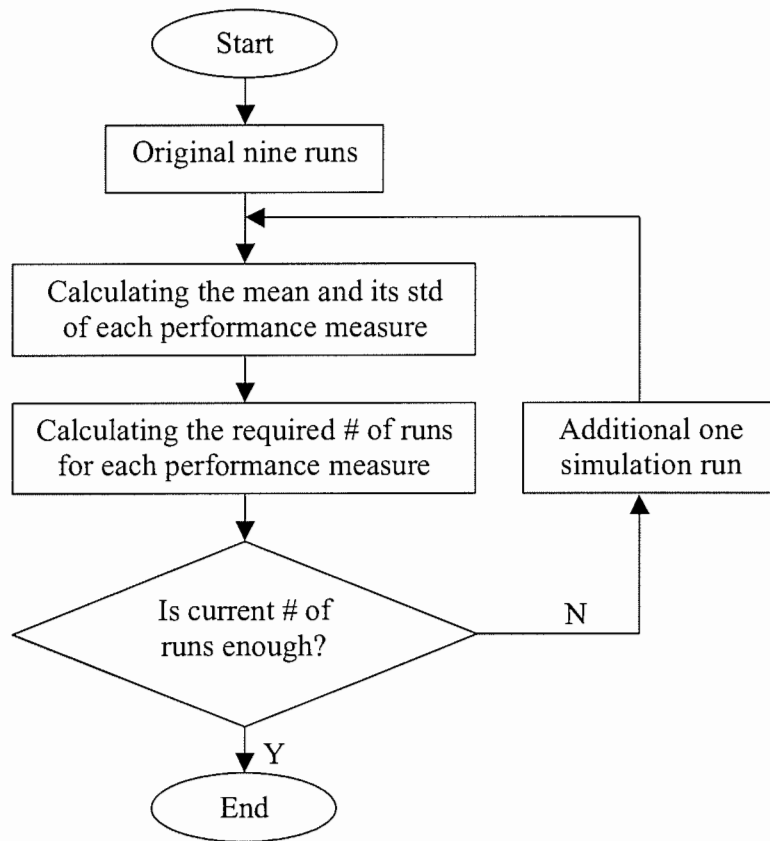 Start
Original nine runs
Calculating the mean and its std
of each performance measure
Calculating the required # of runs
for each performance measure
Additional one
simulation run
Is current # of
runs enough?
N
Y
End